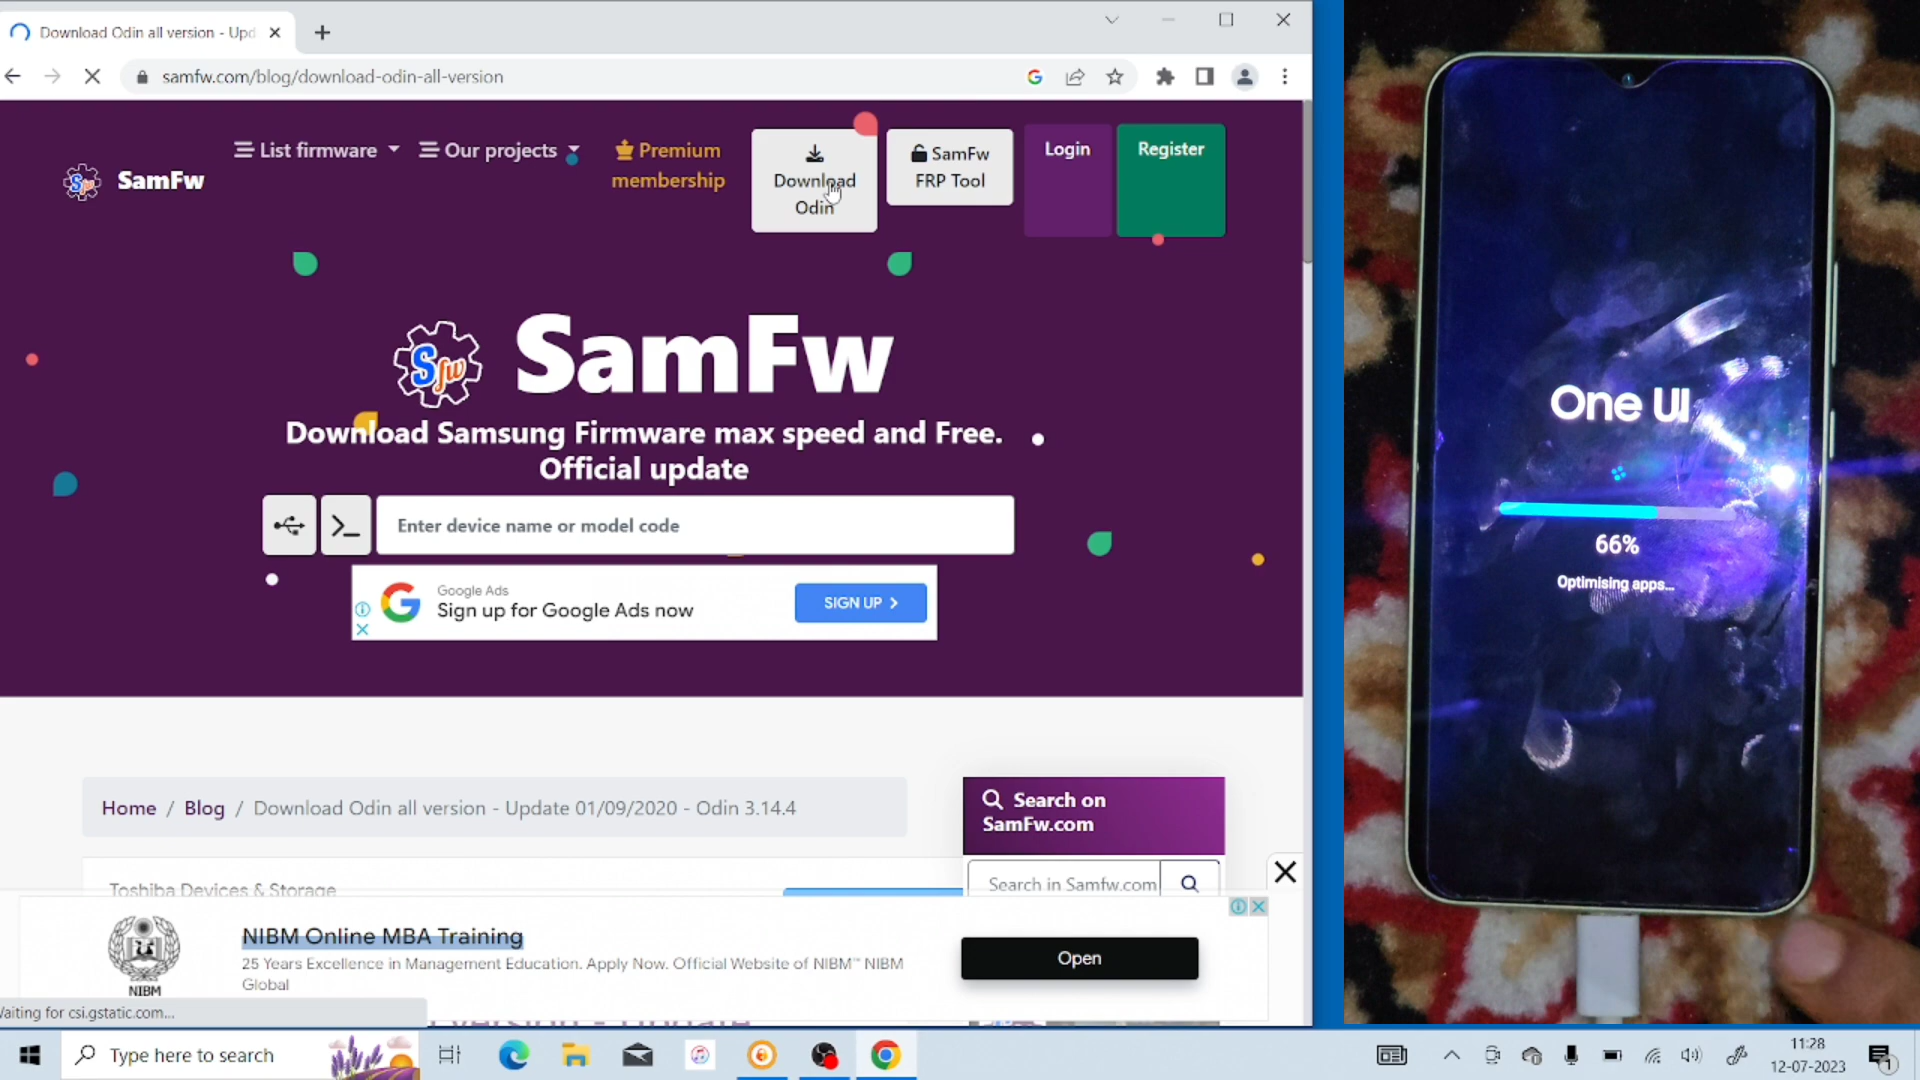 Download Odin all version - Upd
samfw.com/blog/download-odin-all-version
List firmware
Our projects
Premium
membership
Download
Odin
SamFw
FRP Tool
Login
Register
Sfw
SamFw
Sfw
SamFw
Download Samsung Firmware max speed and Free.
Official update
Enter device name or model code
Google Ads
Sign up for Google Ads now
SIGN UP
Home / Blog / Download Odin all version - Update 01/09/2020 - Odin 3.14.4
Search on
SamFw.com
Search in Samfw.com
Toshiba Devices & Storage
NIBM
NIBM Online MBA Training
25 Years Excellence in Management Education. Apply Now. Official Website of NIBM™ NIBM
Global
Open
version - Update
aiting for csi.gstatic.com...
Type here to search
11:28
12-07-2023
1
One UI
66%
Optimising apps...